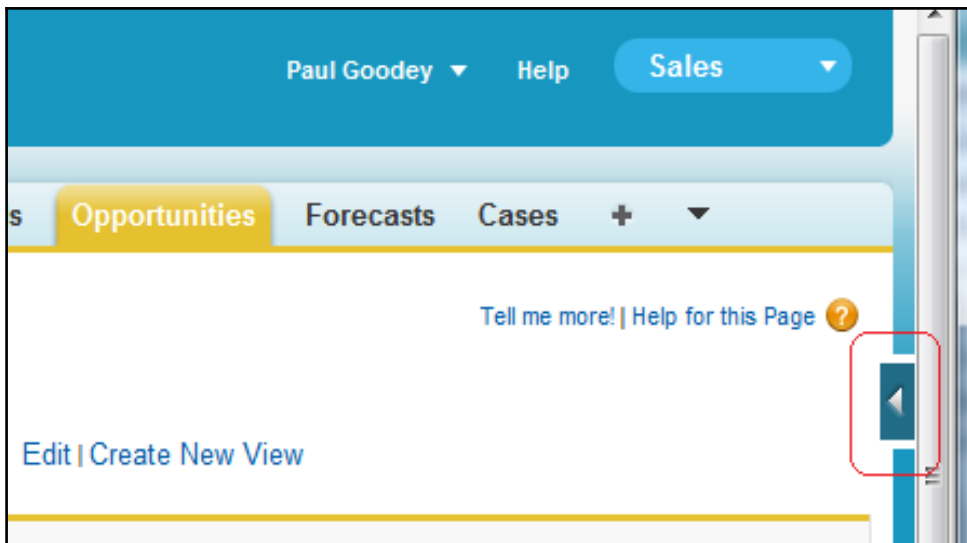 Paul Goodey Help Sales
s Opportunities Forecasts Cases +
Tell me more! | Help for this Page ?
Edit | Create New View